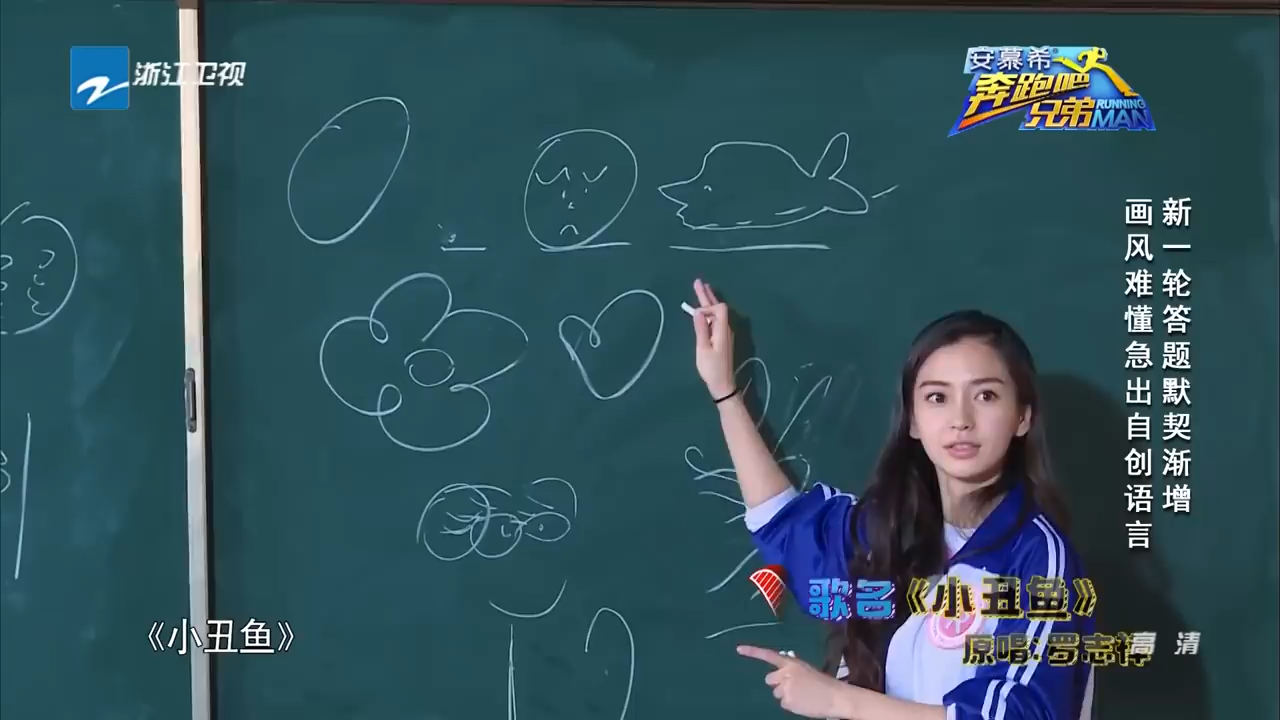 浙江卫视
安慕希
奔跑吧
兄弟
RUNNING
MAN
新一轮答题默契渐增
画风难懂急出自创语言
歌名《小丑鱼》
原唱:罗志祥
高清
《小丑鱼》